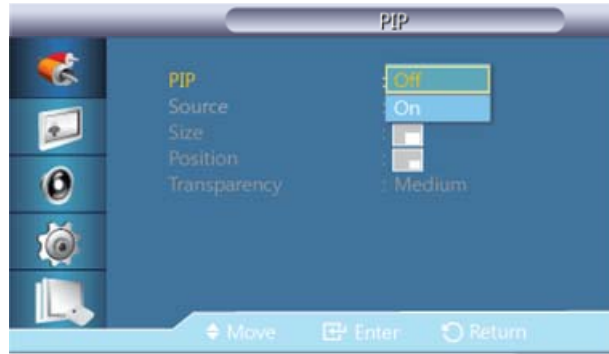 PIP
PIP : Off
Source : On
Size :
Position :
Transparency : Medium
Move Enter Return